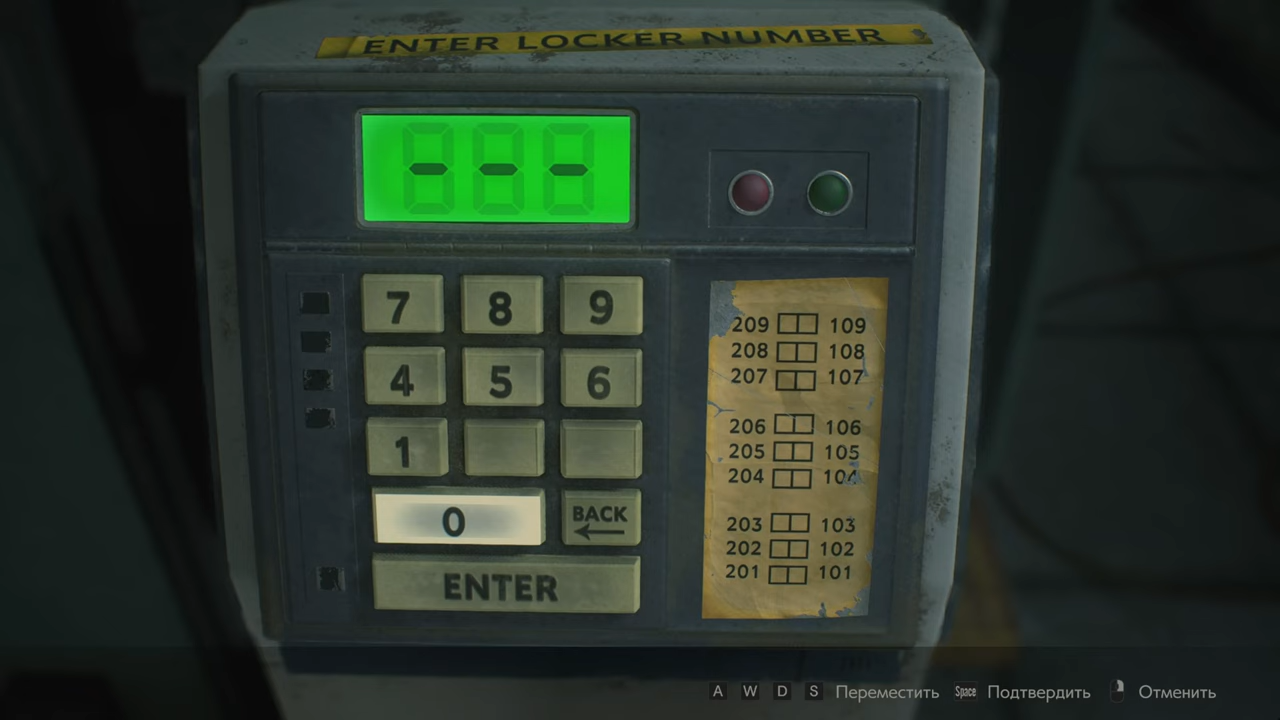 ENTER LOCKER NUMBER
- - -
7 8 9
4 5 6
1
0 BACK
ENTER
209 109
208 108
207 107
206 106
205 105
204 104
203 103
202 102
201 101
A W D S Переместить Space Подтвердить Отменить